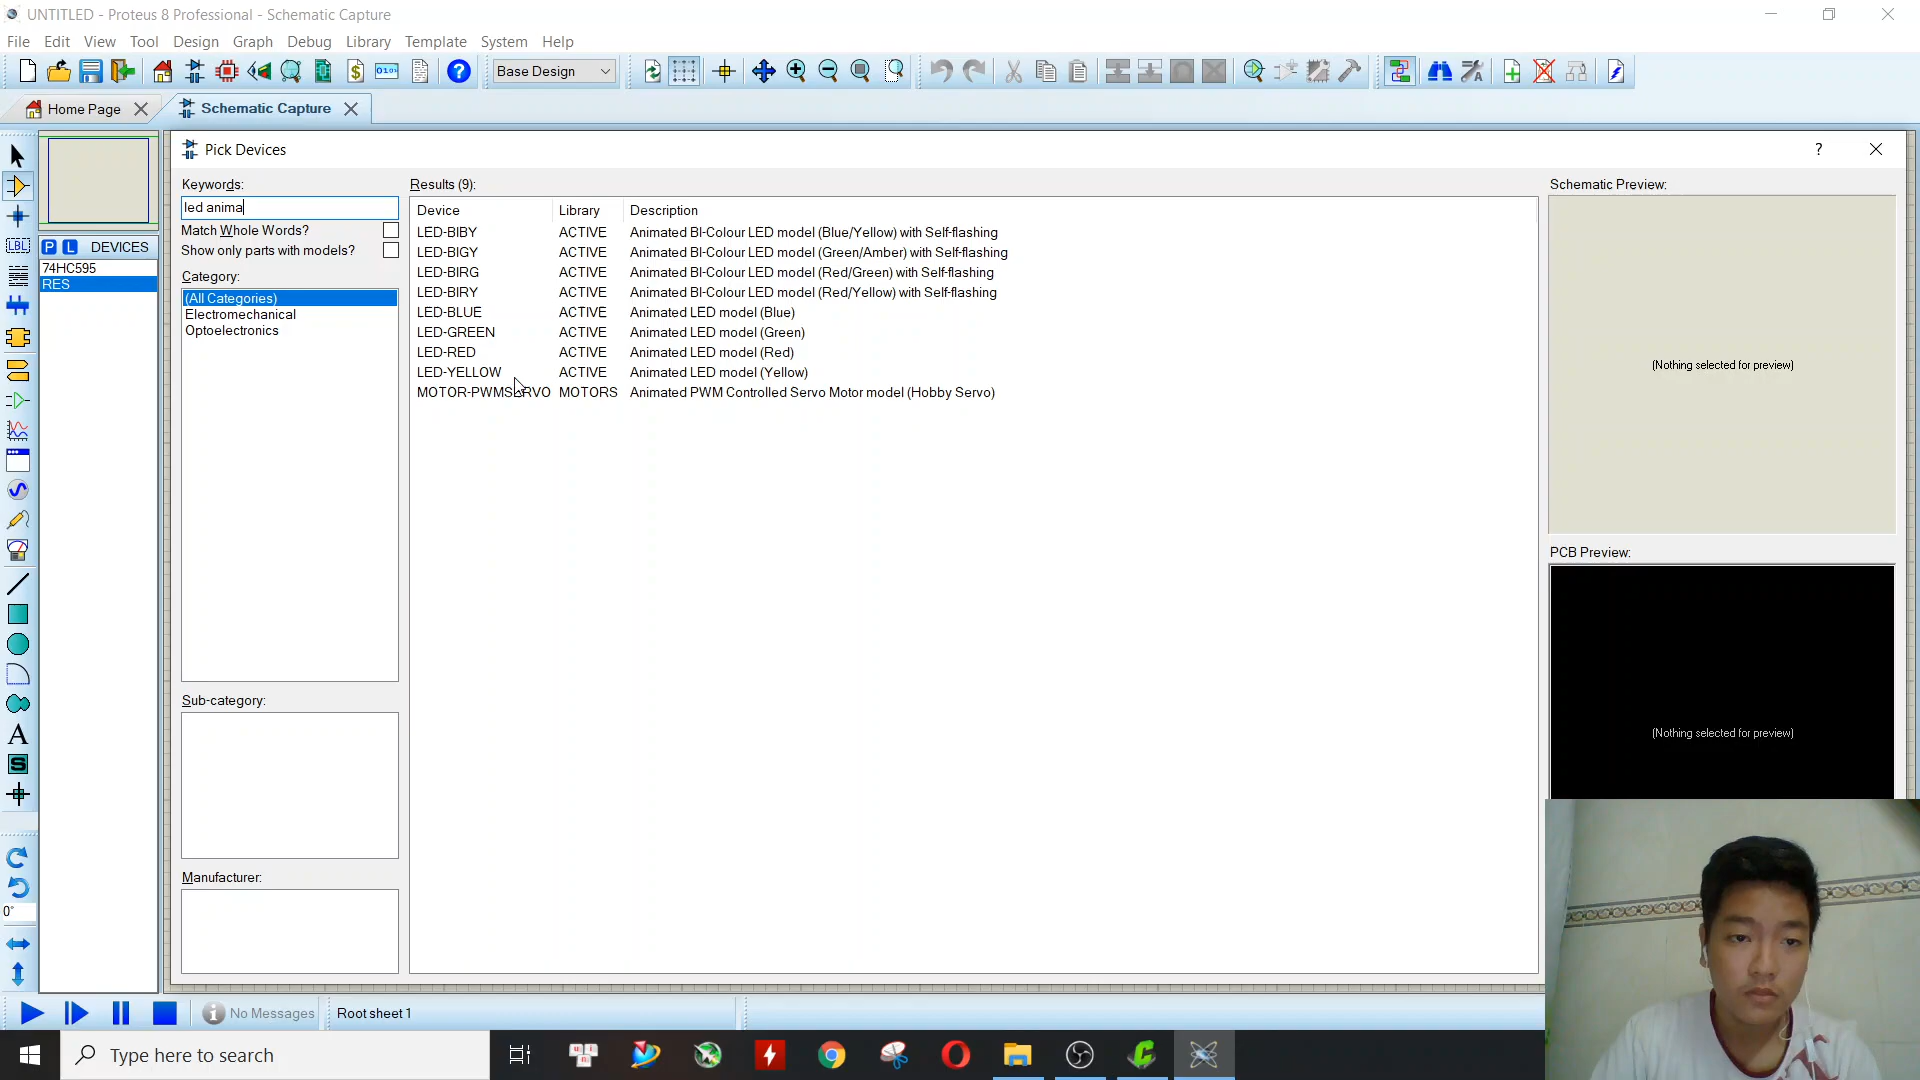 UNTITLED - Proteus 8 Professional - Schematic Capture
File Edit View Tool Design Graph Debug Library Template System Help
Base Design
Home Page
Schematic Capture
Pick Devices
?
Keywords:
led anima
Match Whole Words?
Show only parts with models?
Category:
(All Categories)
Electromechanical
Optoelectronics
Sub-category:
Manufacturer:
P L DEVICES
74HC595
RES
LBL
A
S
0°
Results (9):
Device Library Description
LED-BIBY ACTIVE Animated BI-Colour LED model (Blue/Yellow) with Self-flashing
LED-BIGY ACTIVE Animated BI-Colour LED model (Green/Amber) with Self-flashing
LED-BIRG ACTIVE Animated BI-Colour LED model (Red/Green) with Self-flashing
LED-BIRY ACTIVE Animated BI-Colour LED model (Red/Yellow) with Self-flashing
LED-BLUE ACTIVE Animated LED model (Blue)
LED-GREEN ACTIVE Animated LED model (Green)
LED-RED ACTIVE Animated LED model (Red)
LED-YELLOW ACTIVE Animated LED model (Yellow)
MOTOR-PWMSERVO MOTORS Animated PWM Controlled Servo Motor model (Hobby Servo)
Schematic Preview:
(Nothing selected for preview)
PCB Preview:
(Nothing selected for preview)
No Messages
Root sheet 1
Type here to search